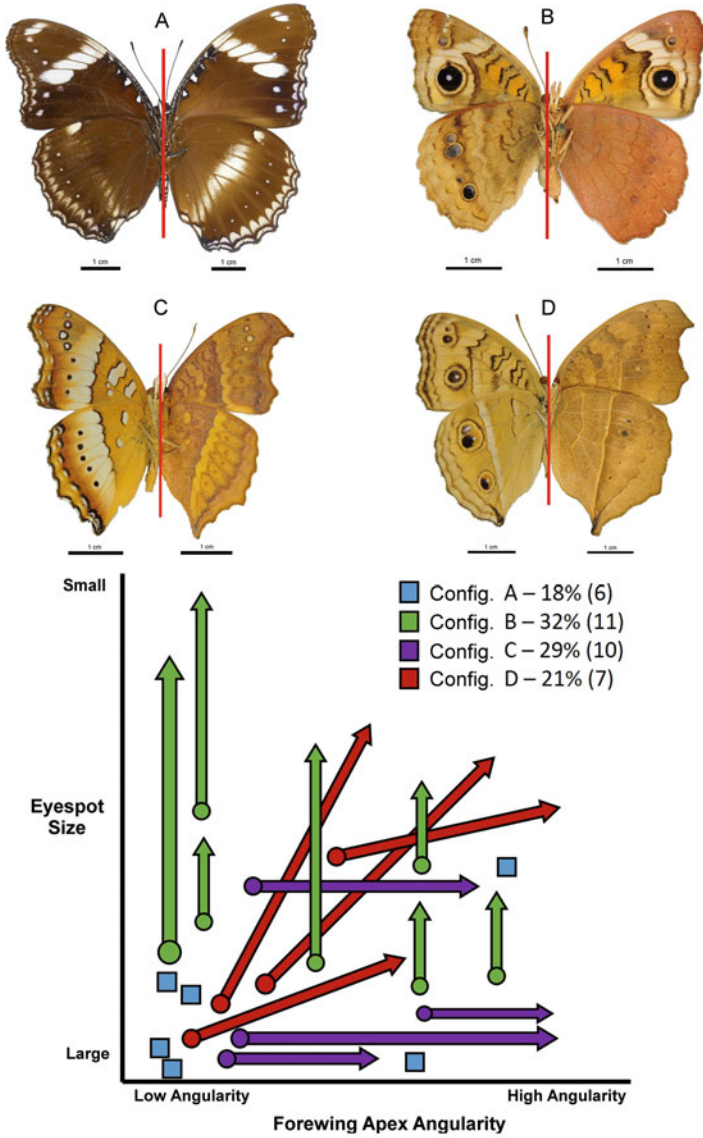 A
B
1 cm
1 cm
1 cm
1 cm
C
D
1 cm
1 cm
1 cm
1 cm
Small
Config. A – 18% (6)
Config. B – 32% (11)
Config. C – 29% (10)
Config. D – 21% (7)
Eyespot
Size
Large
Low Angularity
High Angularity
Forewing Apex Angularity